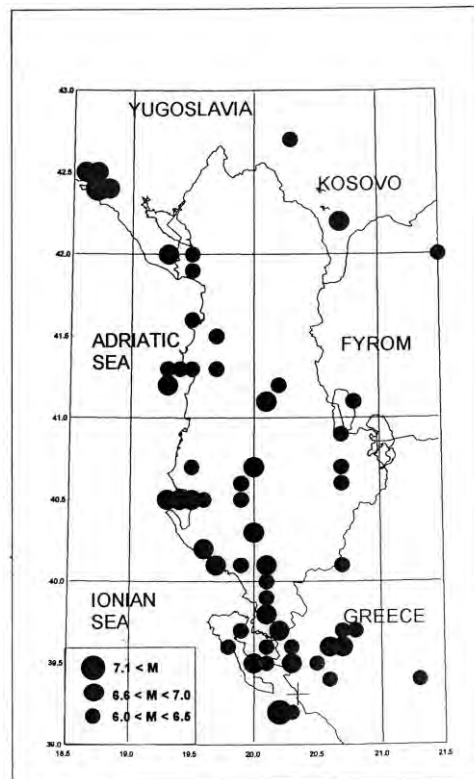 43.0
YUGOSLAVIA
42.5
KOSOVO
42.0
41.5
ADRIATIC
SEA
FYROM
41.0
40.5
40.0
IONIAN
SEA
GREECE
7.1 < M
39.5
6.6 < M < 7.0
6.0 < M < 6.5
39.0
18.5 19.0 19.5 20.0 20.5 21.0 21.5